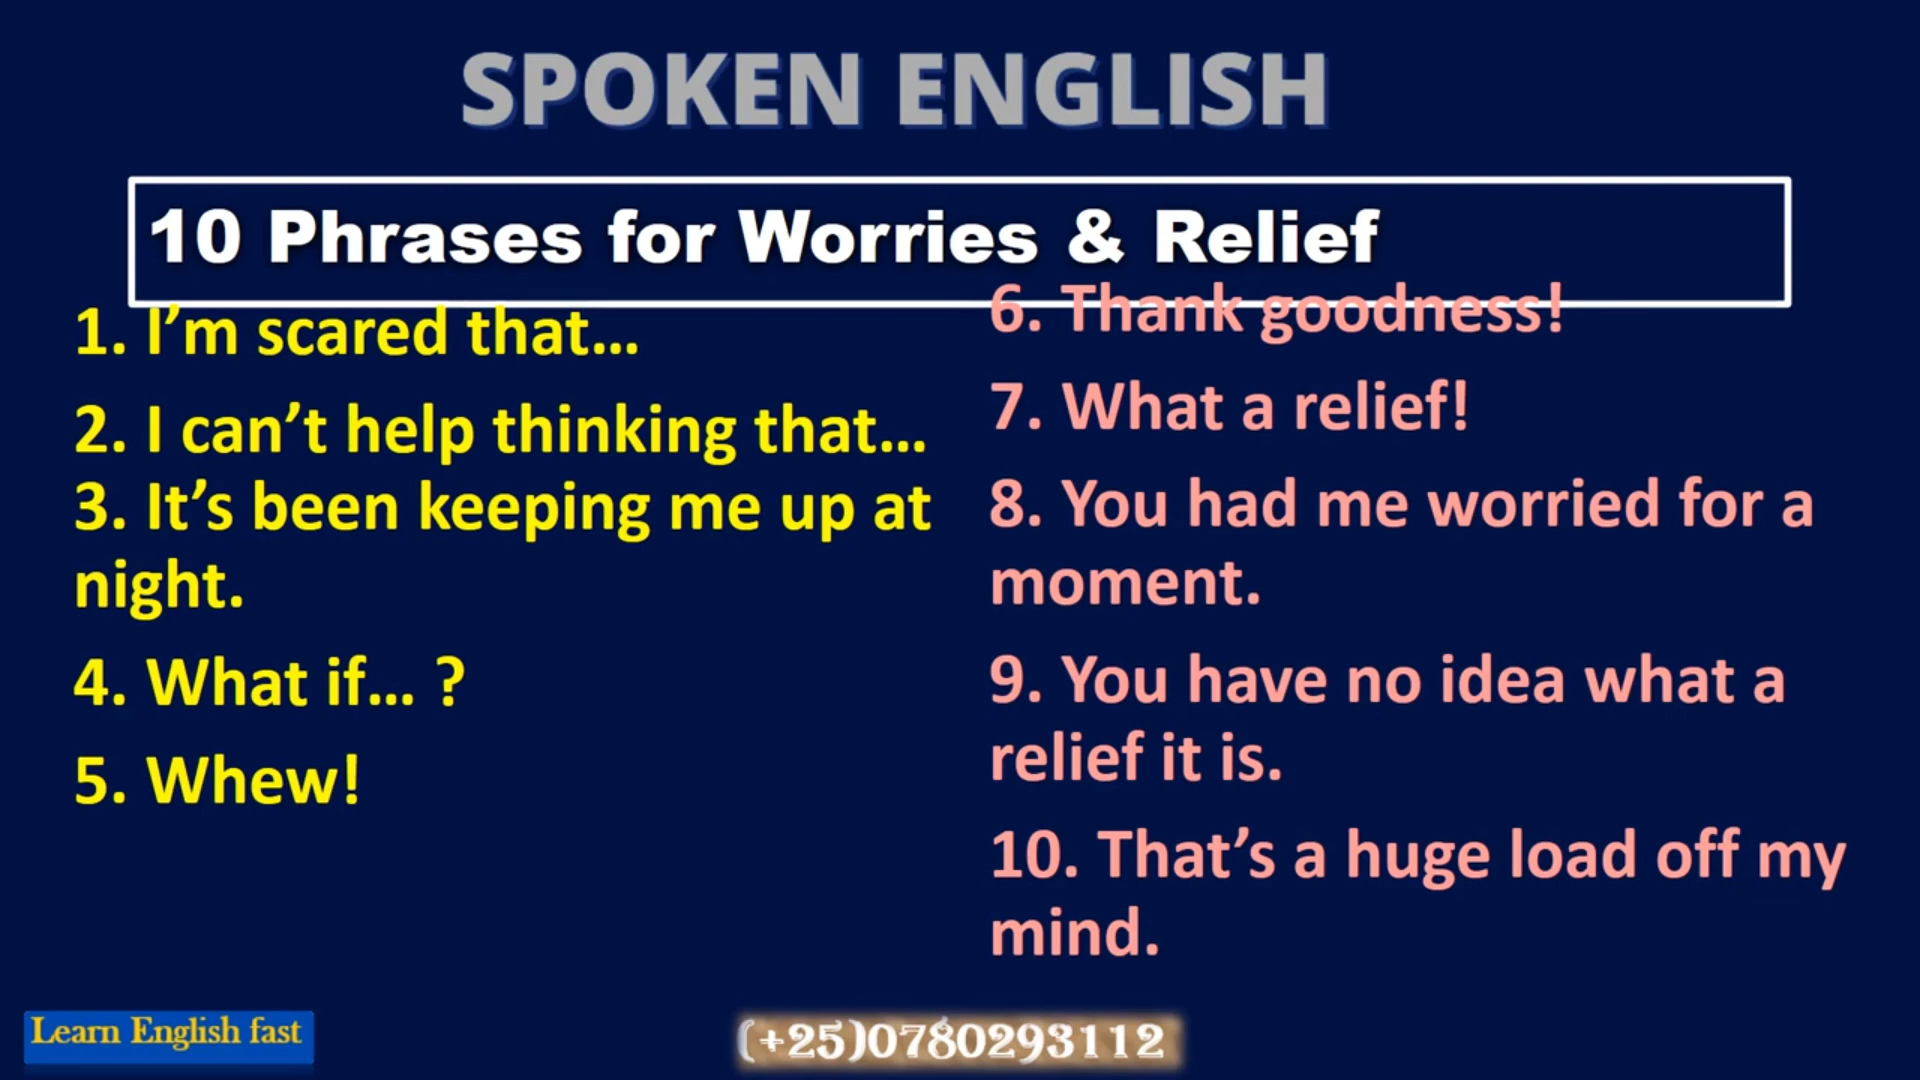 SPOKEN ENGLISH
10 Phrases for Worries & Relief
1. I’m scared that...
2. I can’t help thinking that...
3. It’s been keeping me up at
night.
4. What if... ?
5. Whew!
6. Thank goodness!
7. What a relief!
8. You had me worried for a
moment.
9. You have no idea what a
relief it is.
10. That’s a huge load off my
mind.
Learn English fast
(+25)0780293112